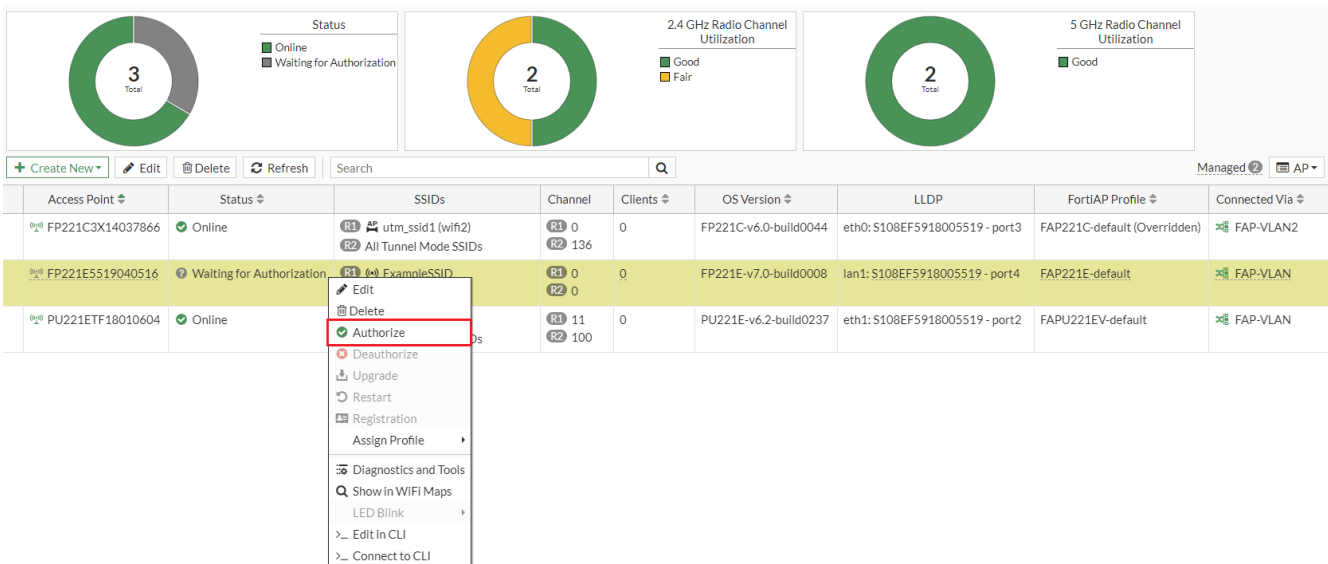 Status
Online
Waiting for Authorization
3
Total
2.4 GHz Radio Channel
Utilization
Good
Fair
2
Total
5 GHz Radio Channel
Utilization
Good
2
Total
+ Create New Edit Delete Refresh Search Managed 2 AP
Access Point Status SSIDs Channel Clients OS Version LLDP FortiAP Profile Connected Via
FP221C3X14037866 Online R1 AP utm_ssid1 (wifi2) R1 0 0 FP221C-v6.0-build0044 eth0: S108EF5918005519 - port3 FAP221C-default (Overridden) FAP-VLAN2
R2 All Tunnel Mode SSIDs R2 136
FP221E5519040516 Waiting for Authorization R1 ExampleSSID R1 0 0 FP221E-v7.0-build0008 lan1: S108EF5918005519 - port4 FAP221E-default FAP-VLAN
R2 0
PU221ETF18010604 Online R1 11 0 PU221E-v6.2-build0237 eth1: S108EF5918005519 - port2 FAPU221EV-default FAP-VLAN
Ds R2 100
Edit
Delete
Authorize
Deauthorize
Upgrade
Restart
Registration
Assign Profile
Diagnostics and Tools
Show in WiFi Maps
LED Blink
>_ Edit in CLI
>_ Connect to CLI